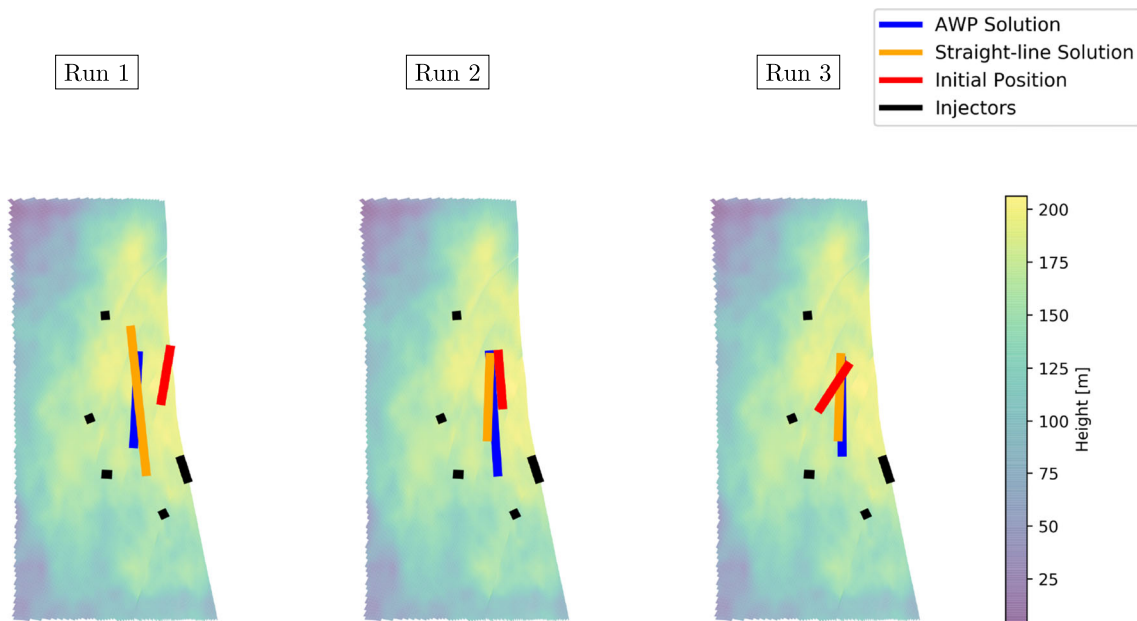 Run 1
Run 2
Run 3
AWP Solution
Straight-line Solution
Initial Position
Injectors
200
175
150
125
100
75
50
25
Height [m]